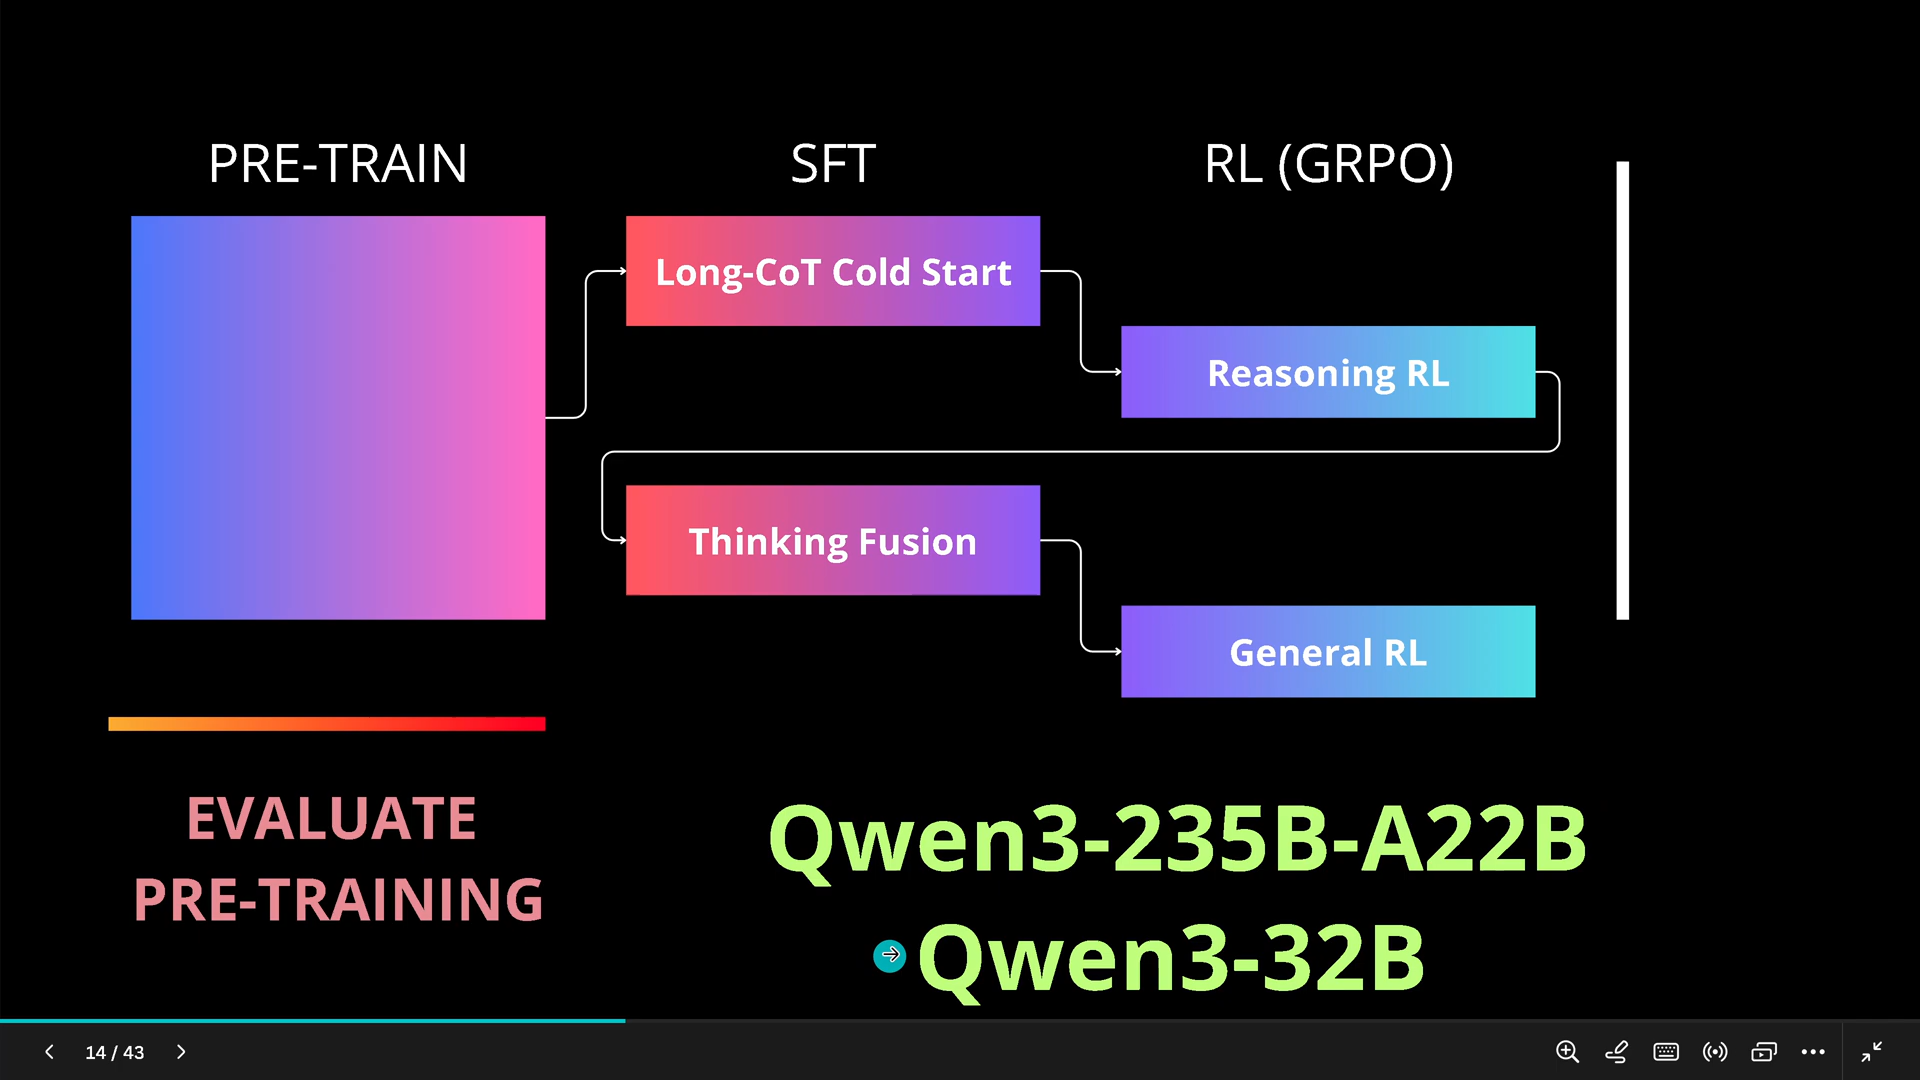 PRE-TRAIN
SFT
RL (GRPO)
Long-CoT Cold Start
Reasoning RL
Thinking Fusion
General RL
EVALUATE
PRE-TRAINING
Qwen3-235B-A22B
Qwen3-32B
14 / 43